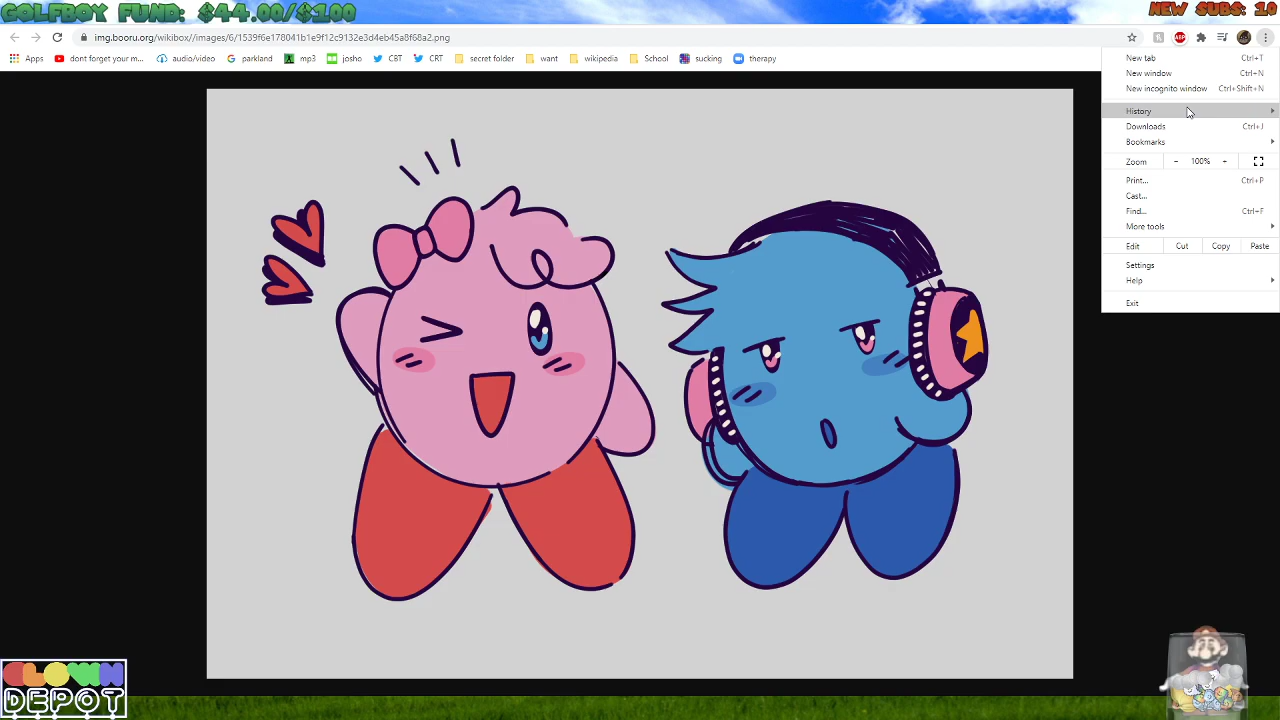 GOLFBOY FUND: $44.00/$100
NEW SUBS: 10
img.booru.org/wikibox//images/6/1539f6e178041b1e9f12c9132e3d4eb45a8f68a2.png
ABP
Apps
dont forget your m...
audio/video
parkland
mp3
josho
CBT
CRT
want
secret folder
wikipedia
School
sucking
therapy
New tab Ctrl+T
New window Ctrl+N
New incognito window Ctrl+Shift+N
History
Downloads Ctrl+J
Bookmarks
Zoom - 100% +
Print... Ctrl+P
Cast...
Find... Ctrl+F
More tools
Edit Cut Copy Paste
Settings
Help
Exit
CLOWN
DEPOT